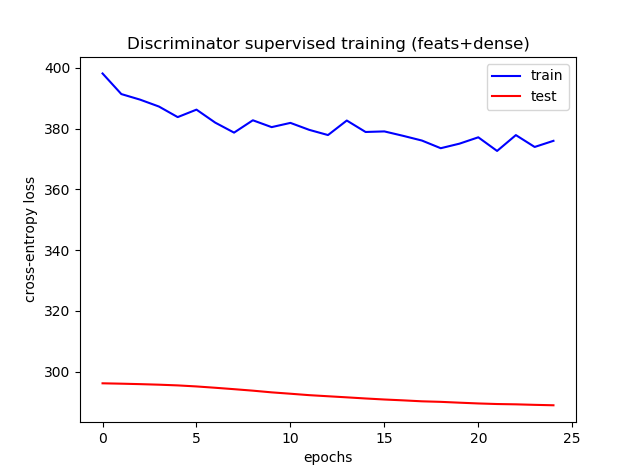 Discriminator supervised training (feats+dense)
train
test
cross-entropy loss
400
380
360
340
320
300
0 5 10 15 20 25
epochs